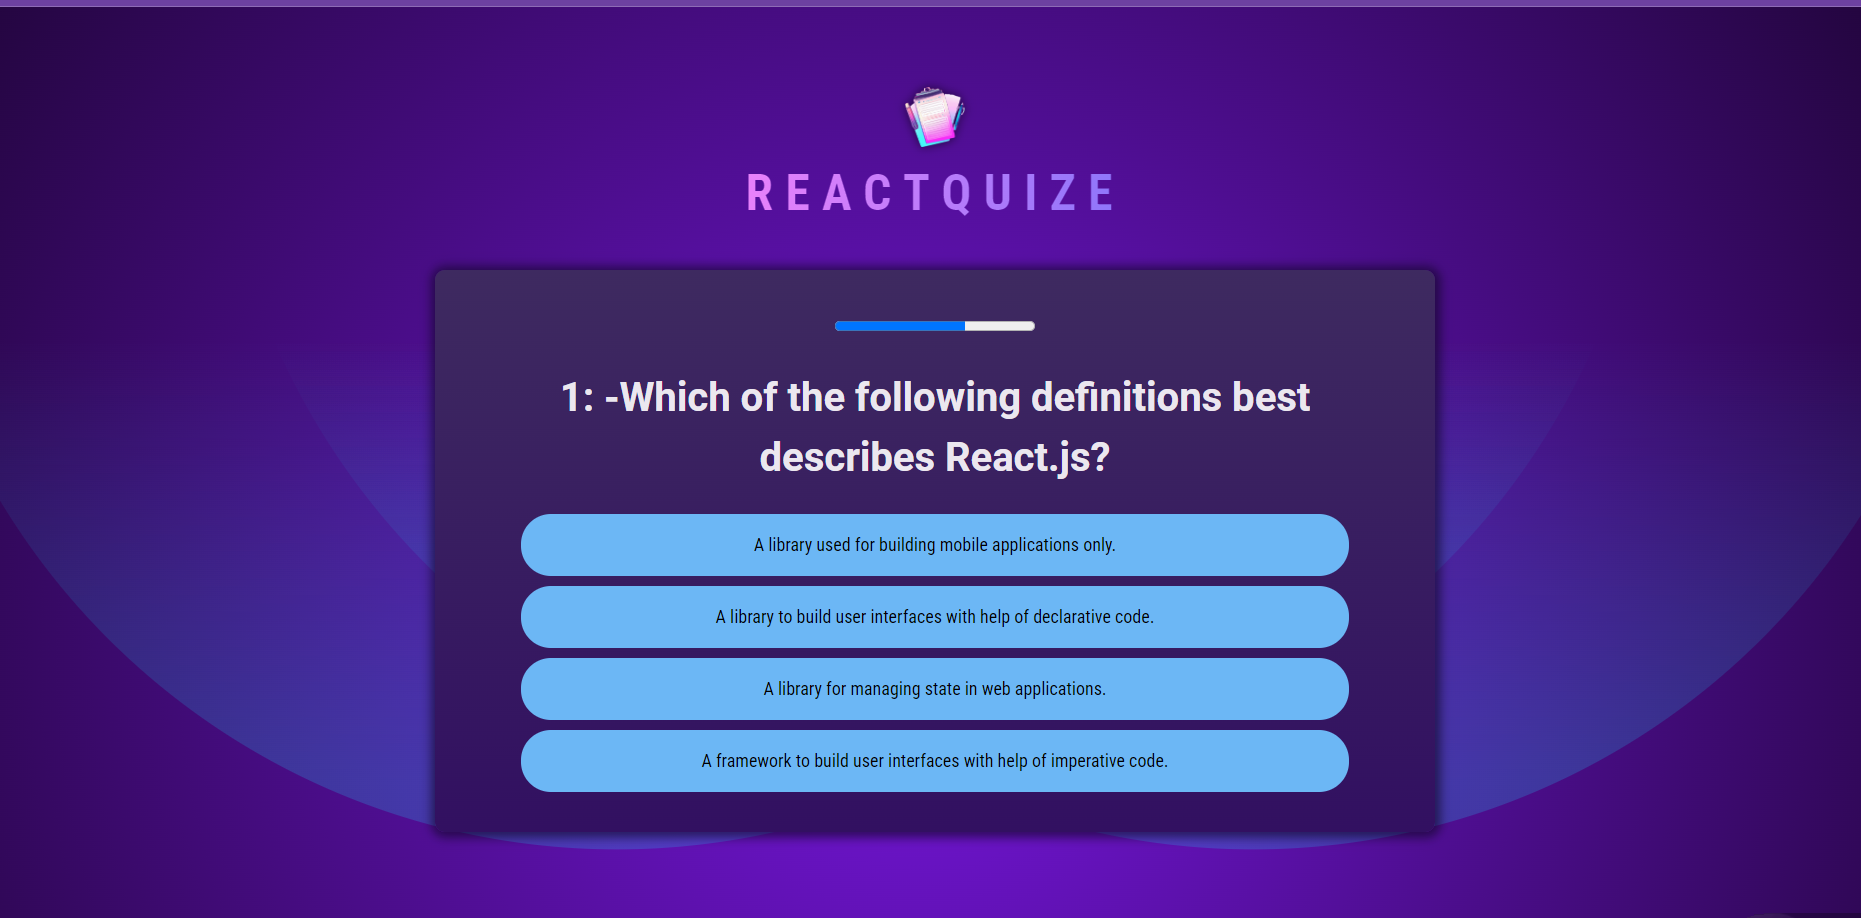 REACTQUIZE
1: -Which of the following definitions best
describes React.js?
A library used for building mobile applications only.
A library to build user interfaces with help of declarative code.
A library for managing state in web applications.
A framework to build user interfaces with help of imperative code.